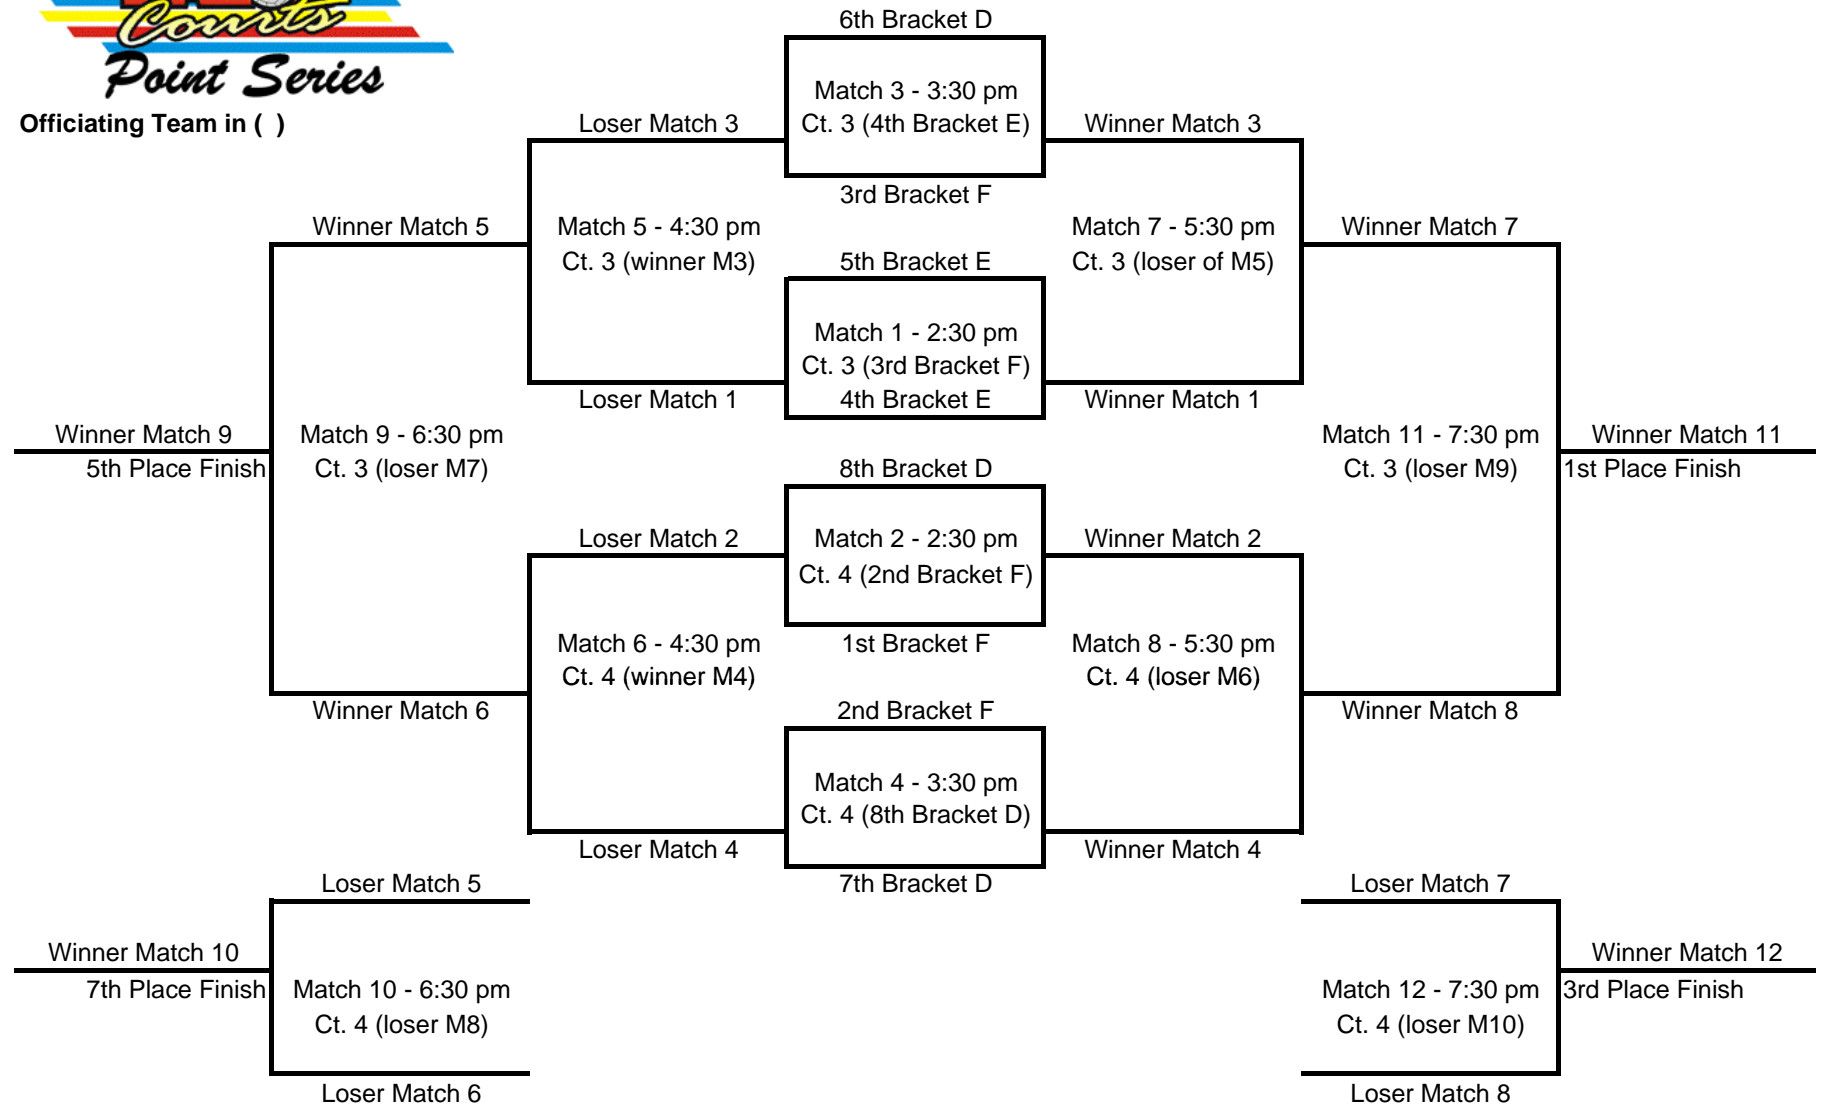 Courts
Point Series
Officiating Team in (  )
6th Bracket D
Match 3 - 3:30 pm
Ct. 3 (4th Bracket E)
3rd Bracket F
Loser Match 3
Winner Match 3
Winner Match 5
Match 5 - 4:30 pm
Ct. 3 (winner M3)
5th Bracket E
Match 1 - 2:30 pm
Ct. 3 (3rd Bracket F)
4th Bracket E
Match 7 - 5:30 pm
Ct. 3 (loser of M5)
Winner Match 7
Loser Match 1
Winner Match 1
Winner Match 9
5th Place Finish
Match 9 - 6:30 pm
Ct. 3 (loser M7)
Match 11 - 7:30 pm
Ct. 3 (loser M9)
Winner Match 11
1st Place Finish
8th Bracket D
Match 2 - 2:30 pm
Ct. 4 (2nd Bracket F)
1st Bracket F
Loser Match 2
Winner Match 2
Match 6 - 4:30 pm
Ct. 4 (winner M4)
Match 8 - 5:30 pm
Ct. 4 (loser M6)
Winner Match 6
2nd Bracket F
Match 4 - 3:30 pm
Ct. 4 (8th Bracket D)
7th Bracket D
Winner Match 8
Loser Match 4
Winner Match 4
Loser Match 5
Winner Match 10
7th Place Finish
Match 10 - 6:30 pm
Ct. 4 (loser M8)
Loser Match 6
Loser Match 7
Match 12 - 7:30 pm
Ct. 4 (loser M10)
Winner Match 12
3rd Place Finish
Loser Match 8